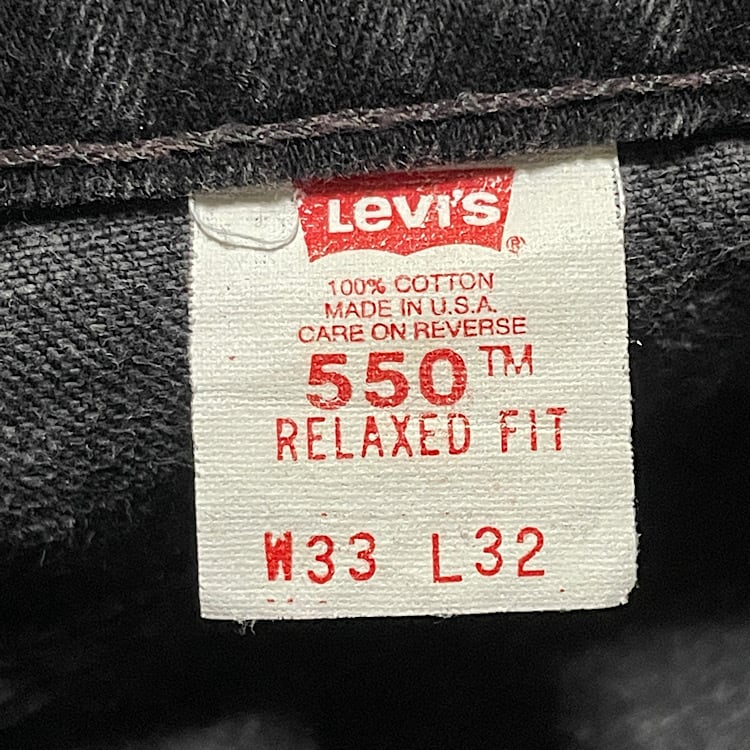 Levi's®
100% COTTON
MADE IN U.S.A.
CARE ON REVERSE
550™
RELAXED FIT
W33 L32